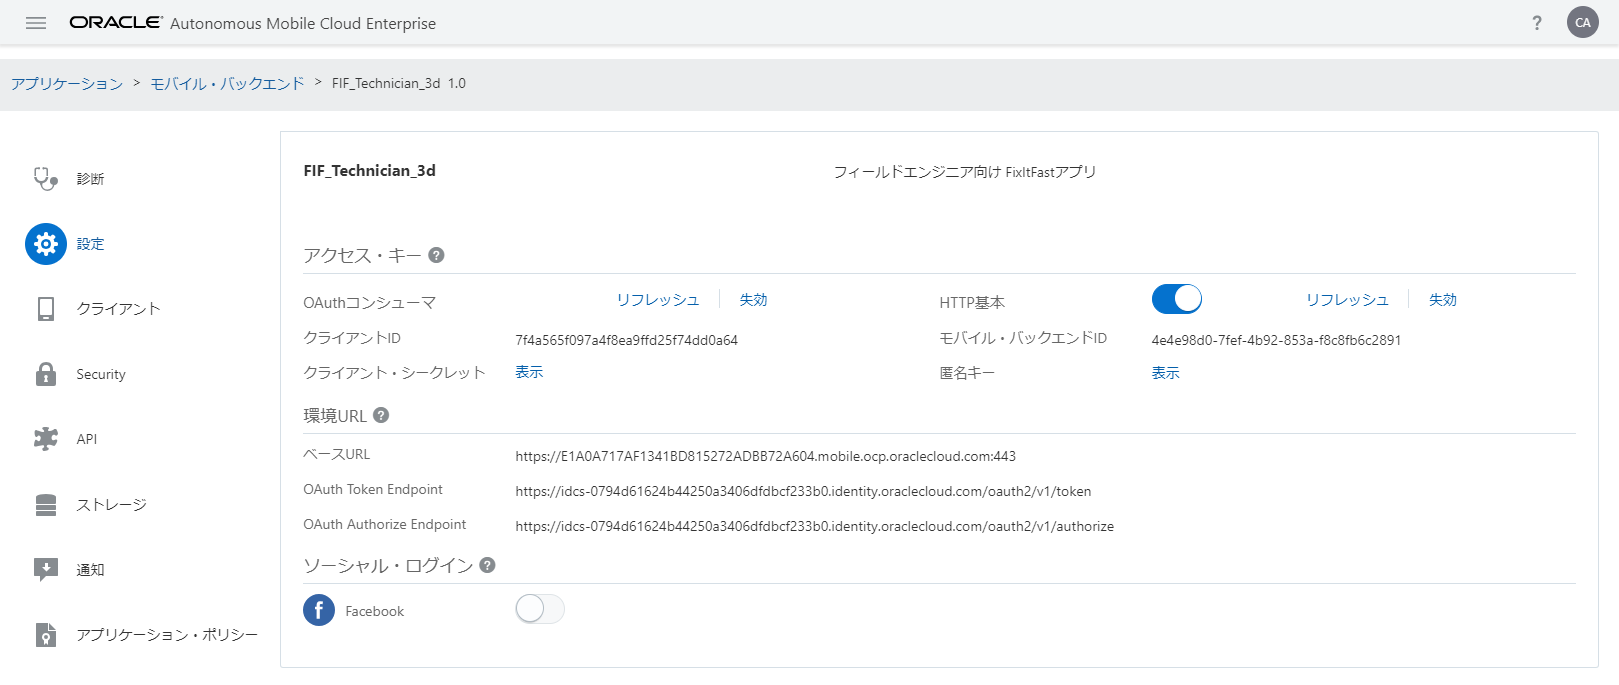 ORACLE Autonomous Mobile Cloud Enterprise ? CA
アプリケーション > モバイル・バックエンド > FIF_Technician_3d 1.0
診断
設定
クライアント
Security
API
ストレージ
通知
アプリケーション・ポリシー
FIF_Technician_3d フィールドエンジニア向け FixItFastアプリ
アクセス・キー ?
OAuthコンシューマ リフレッシュ 失効 HTTP基本 リフレッシュ 失効
クライアントID 7f4a565f097a4f8ea9ffd25f74dd0a64 モバイル・バックエンドID 4e4e98d0-7fef-4b92-853a-f8c8fb6c2891
クライアント・シークレット 表示 匿名キー 表示
環境URL ?
ベースURL https://E1A0A717AF1341BD815272ADBB72A604.mobile.ocp.oraclecloud.com:443
OAuth Token Endpoint https://idcs-0794d61624b44250a3406dfdbcf233b0.identity.oraclecloud.com/oauth2/v1/token
OAuth Authorize Endpoint https://idcs-0794d61624b44250a3406dfdbcf233b0.identity.oraclecloud.com/oauth2/v1/authorize
ソーシャル・ログイン ?
f Facebook